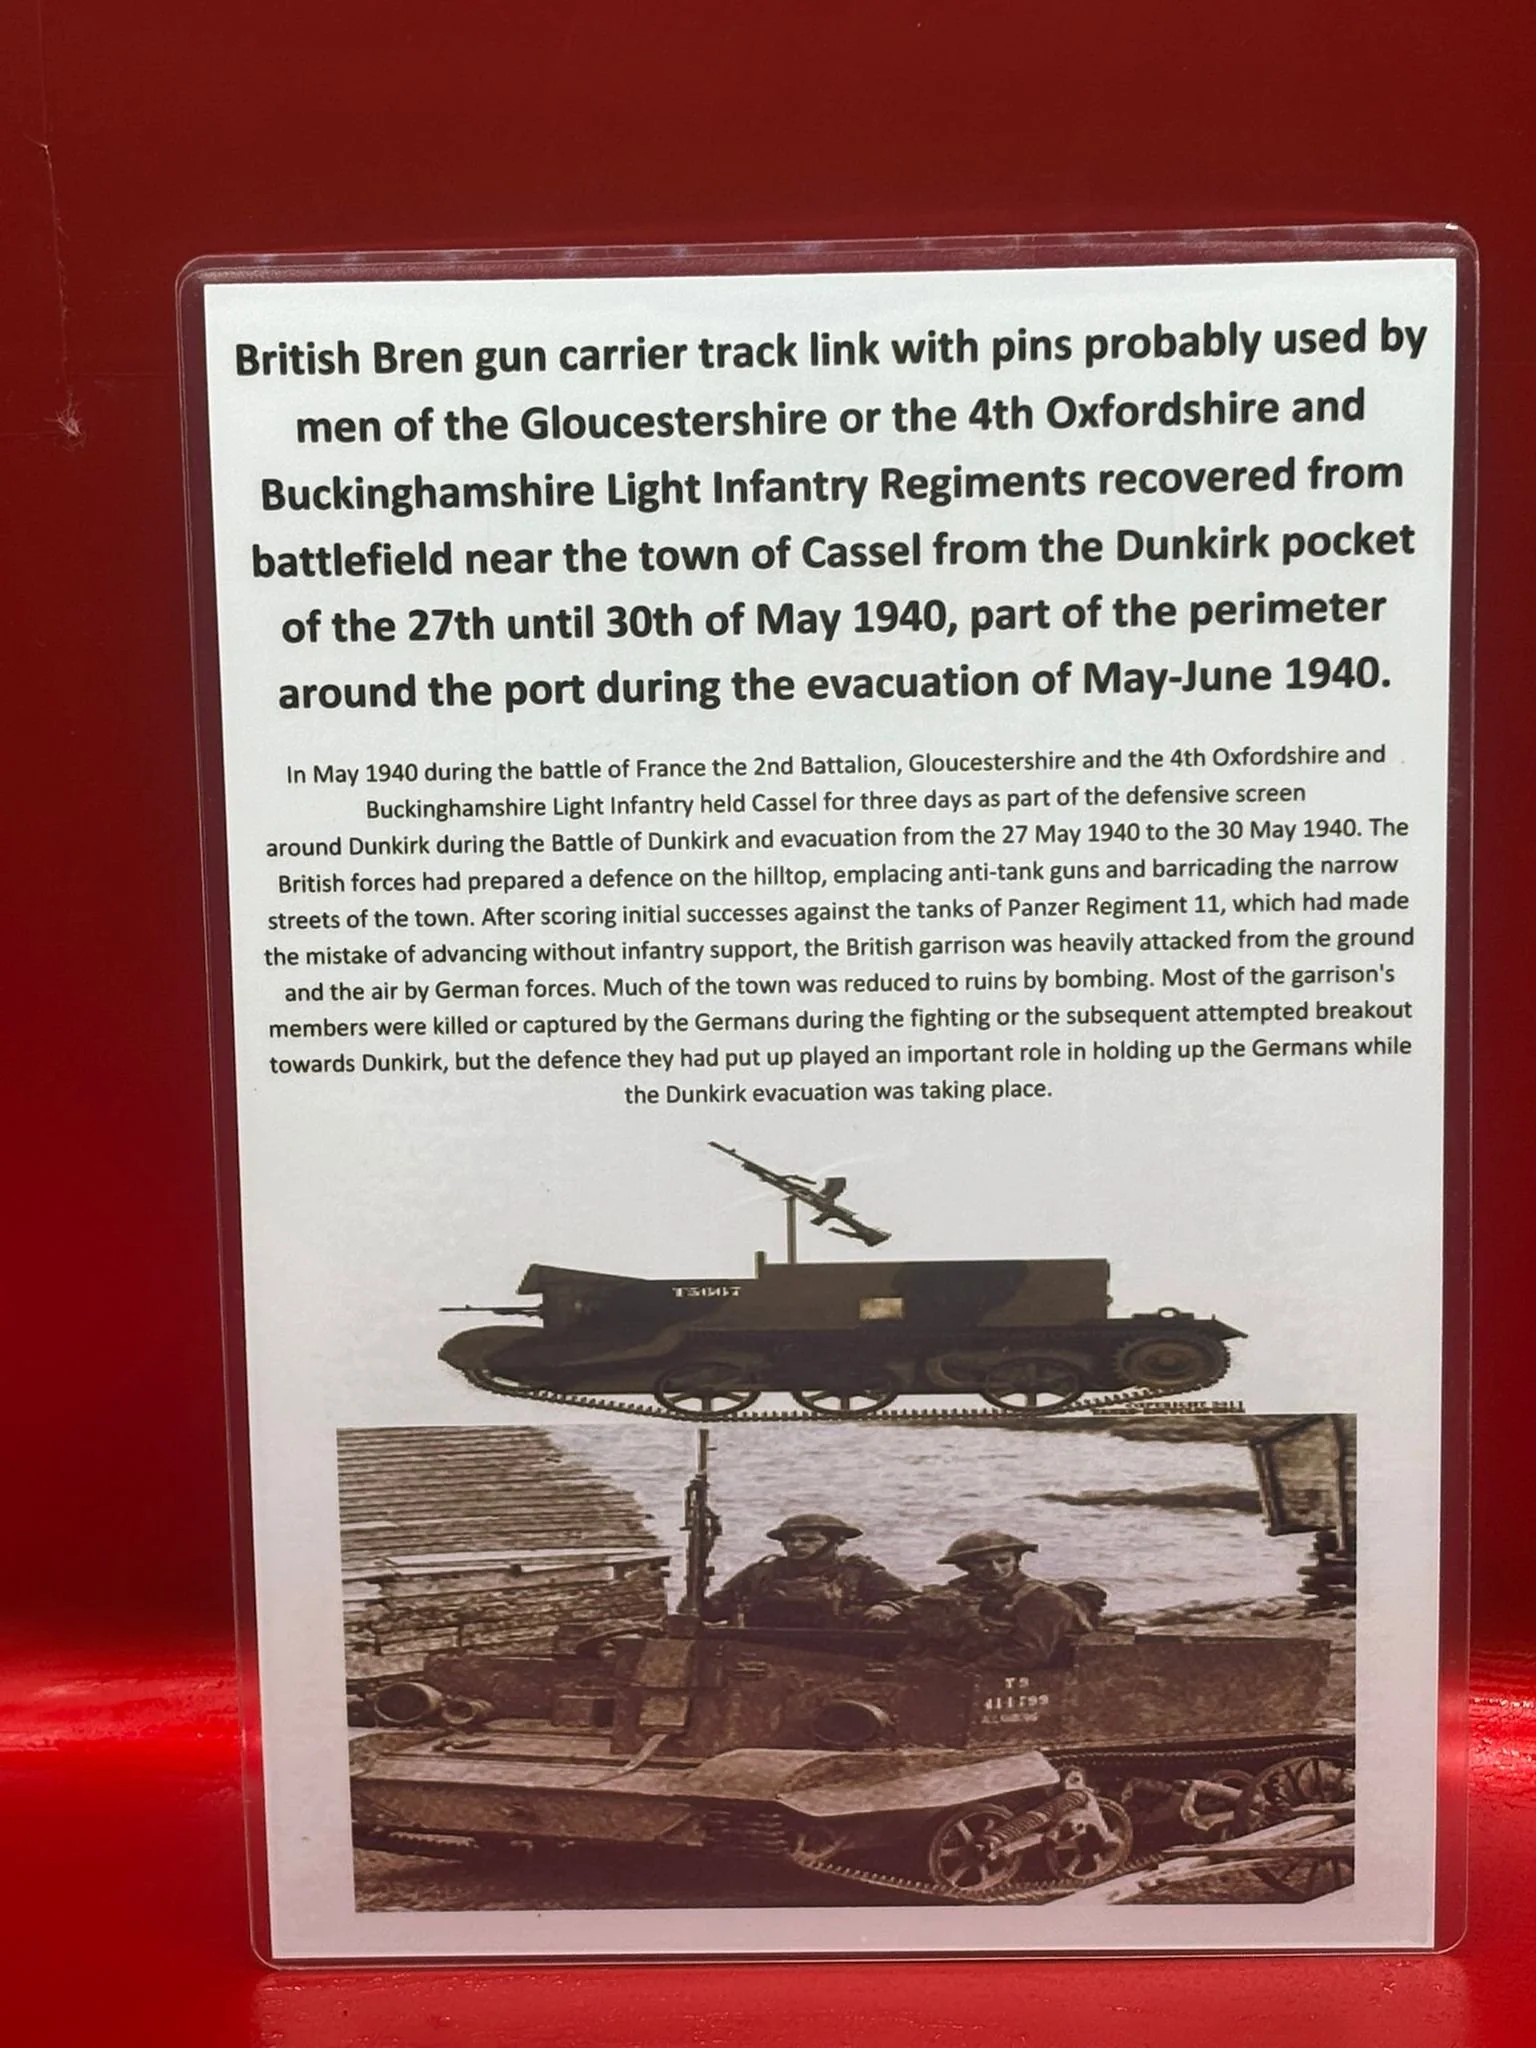 British Bren gun carrier track link with pins probably used by
men of the Gloucestershire or the 4th Oxfordshire and
Buckinghamshire Light Infantry Regiments recovered from
battlefield near the town of Cassel from the Dunkirk pocket
of the 27th until 30th of May 1940, part of the perimeter
around the port during the evacuation of May-June 1940.
In May 1940 during the battle of France the 2nd Battalion, Gloucestershire and the 4th Oxfordshire and
Buckinghamshire Light Infantry held Cassel for three days as part of the defensive screen
around Dunkirk during the Battle of Dunkirk and evacuation from the 27 May 1940 to the 30 May 1940. The
British forces had prepared a defence on the hilltop, emplacing anti-tank guns and barricading the narrow
streets of the town. After scoring initial successes against the tanks of Panzer Regiment 11, which had made
the mistake of advancing without infantry support, the British garrison was heavily attacked from the ground
and the air by German forces. Much of the town was reduced to ruins by bombing. Most of the garrison's
members were killed or captured by the Germans during the fighting or the subsequent attempted breakout
towards Dunkirk, but the defence they had put up played an important role in holding up the Germans while
the Dunkirk evacuation was taking place.
COPYRIGHT 2011
T9